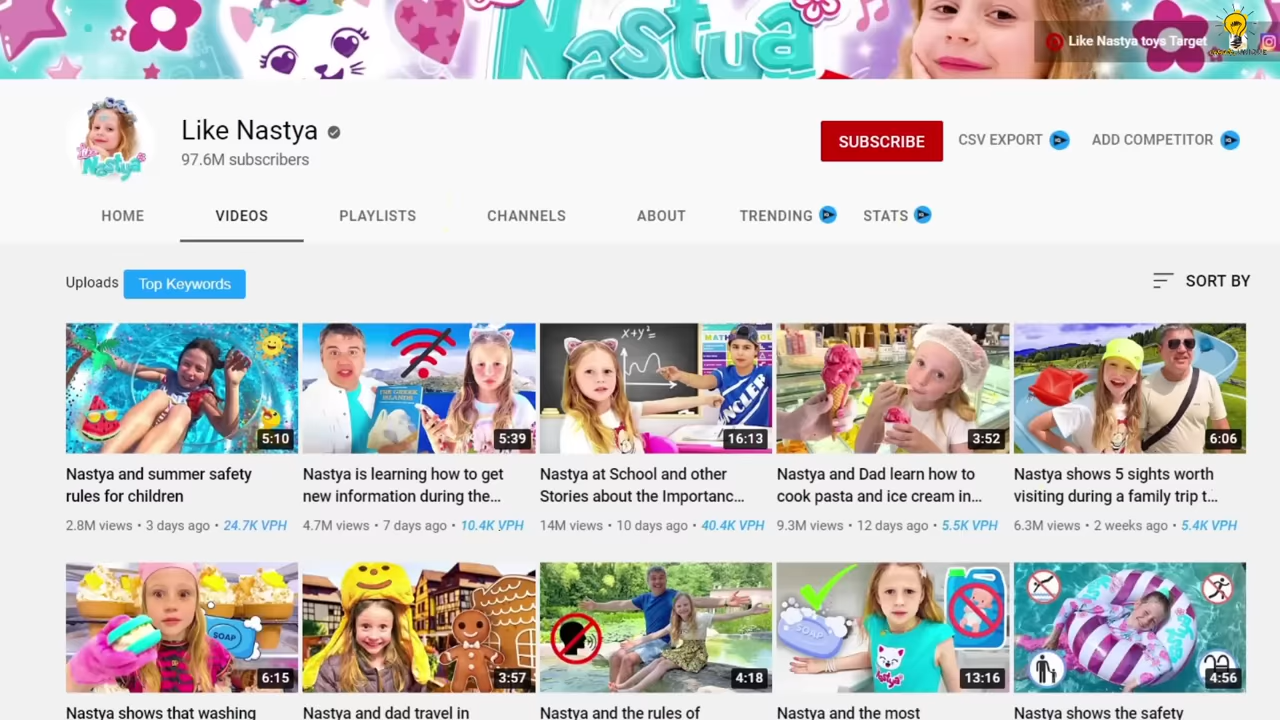 Nastya
Like Nastya toys Target
Like Nastya
97.6M subscribers
SUBSCRIBE
CSV EXPORT
ADD COMPETITOR
HOME
VIDEOS
PLAYLISTS
CHANNELS
ABOUT
TRENDING
STATS
Uploads
Top Keywords
SORT BY
5:10
5:39
x+y²=
16:13
3:52
6:06
Nastya and summer safety
rules for children
2.8M views • 3 days ago • 24.7K VPH
Nastya is learning how to get
new information during the...
4.7M views • 7 days ago • 10.4K VPH
Nastya at School and other
Stories about the Importanc...
14M views • 10 days ago • 40.4K VPH
Nastya and Dad learn how to
cook pasta and ice cream in...
9.3M views • 12 days ago • 5.5K VPH
Nastya shows 5 sights worth
visiting during a family trip t...
6.3M views • 2 weeks ago • 5.4K VPH
SOAP
6:15
3:57
4:18
SOAP
Nastya
13:16
4:56
Nastya shows that washing
Nastya and dad travel in
Nastya and the rules of
Nastya and the most
Nastya shows the safety